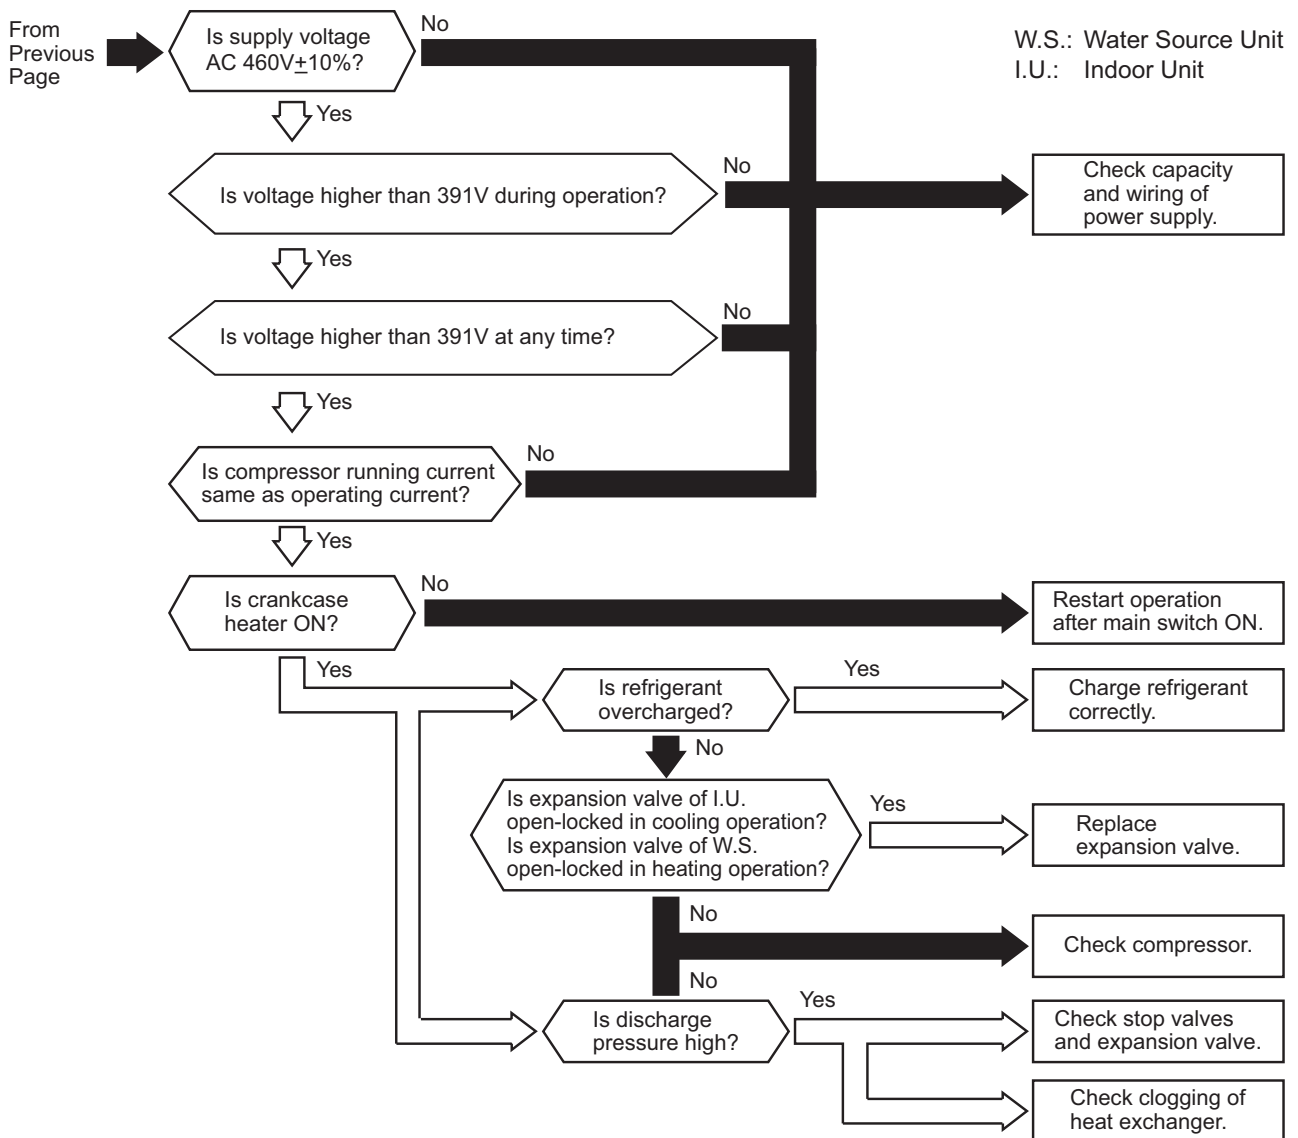 From
Previous
Page
Is supply voltage
AC 460V±10%?
No
W.S.: Water Source Unit
I.U.: Indoor Unit
Yes
Is voltage higher than 391V during operation?
No
Check capacity
and wiring of
power supply.
Yes
Is voltage higher than 391V at any time?
No
Yes
Is compressor running current
same as operating current?
No
Yes
Is crankcase
heater ON?
No
Restart operation
after main switch ON.
Yes
Is refrigerant
overcharged?
Yes
Charge refrigerant
correctly.
No
Is expansion valve of I.U.
open-locked in cooling operation?
Is expansion valve of W.S.
open-locked in heating operation?
Yes
Replace
expansion valve.
No
Check compressor.
No
Is discharge
pressure high?
Yes
Check stop valves
and expansion valve.
Check clogging of
heat exchanger.